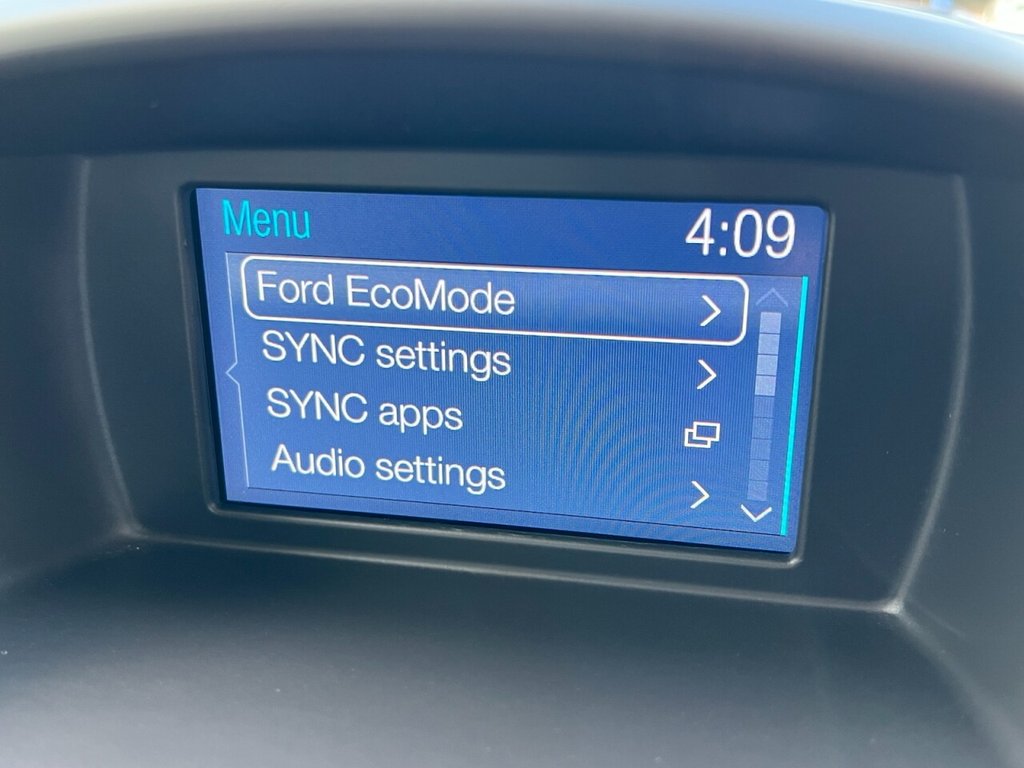 Menu
4:09
Ford EcoMode
SYNC settings
SYNC apps
Audio settings